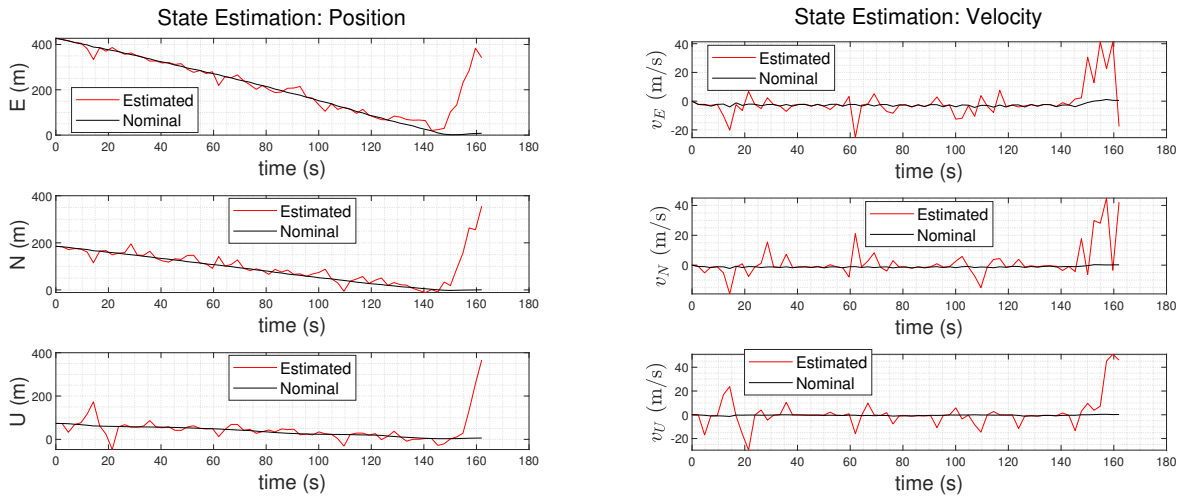 State Estimation: Position
400
200
0
E (m)
Estimated
Nominal
0 20 40 60 80 100 120 140 160 180
time (s)
400
200
0
N (m)
Estimated
Nominal
0 20 40 60 80 100 120 140 160 180
time (s)
400
200
0
U (m)
Estimated
Nominal
0 20 40 60 80 100 120 140 160 180
time (s)
State Estimation: Velocity
40
20
0
-20
v_E (m/s)
Estimated
Nominal
0 20 40 60 80 100 120 140 160 180
time (s)
40
20
0
v_N (m/s)
Estimated
Nominal
0 20 40 60 80 100 120 140 160 180
time (s)
40
20
0
-20
v_U (m/s)
Estimated
Nominal
0 20 40 60 80 100 120 140 160 180
time (s)